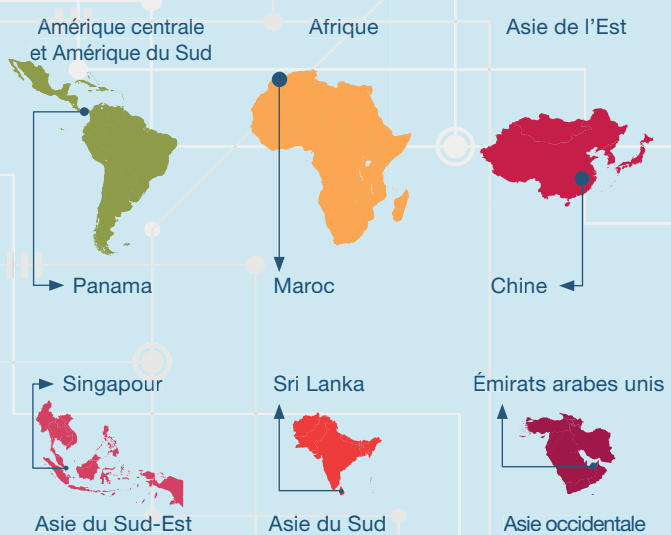 Amérique centrale
et Amérique du Sud
Afrique
Asie de l'Est
Panama
Maroc
Chine
Singapour
Sri Lanka
Émirats arabes unis
Asie du Sud-Est
Asie du Sud
Asie occidentale